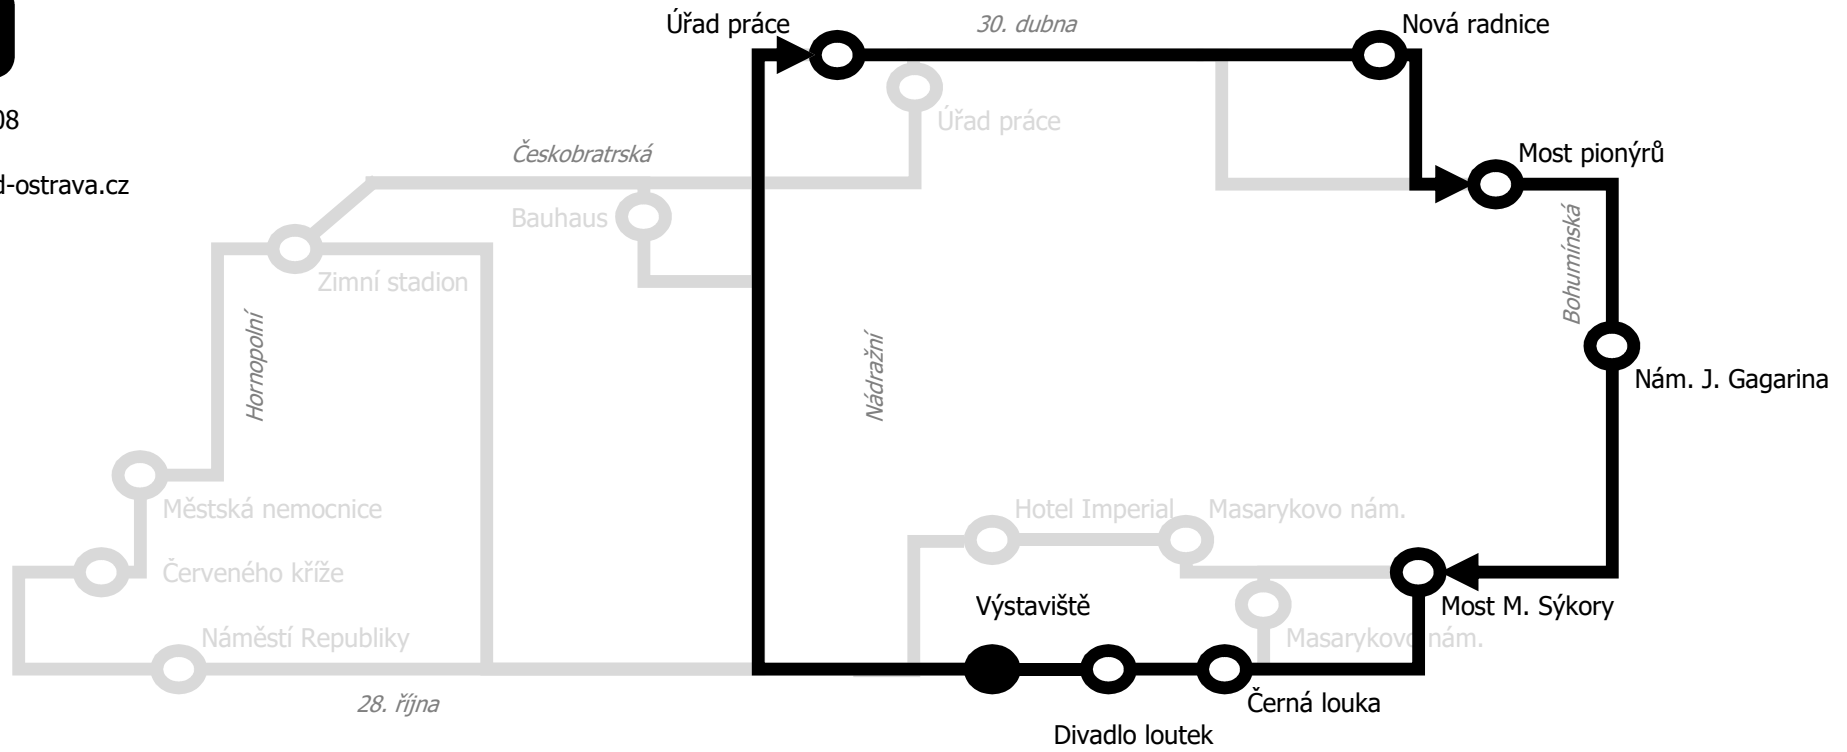 Úřad práce
30. dubna
Nová radnice
08
Úřad práce
Českobratrská
Most pionýrů
d-ostrava.cz
Bauhaus
Bohumínská
Zimní stadion
Hornopolní
Nádražní
Nám. J. Gagarina
Městská nemocnice
Hotel Imperial
Masarykovo nám.
Červeného kříže
Výstaviště
Most M. Sýkory
Náměstí Republiky
Masarykovo nám.
28. října
Černá louka
Divadlo loutek